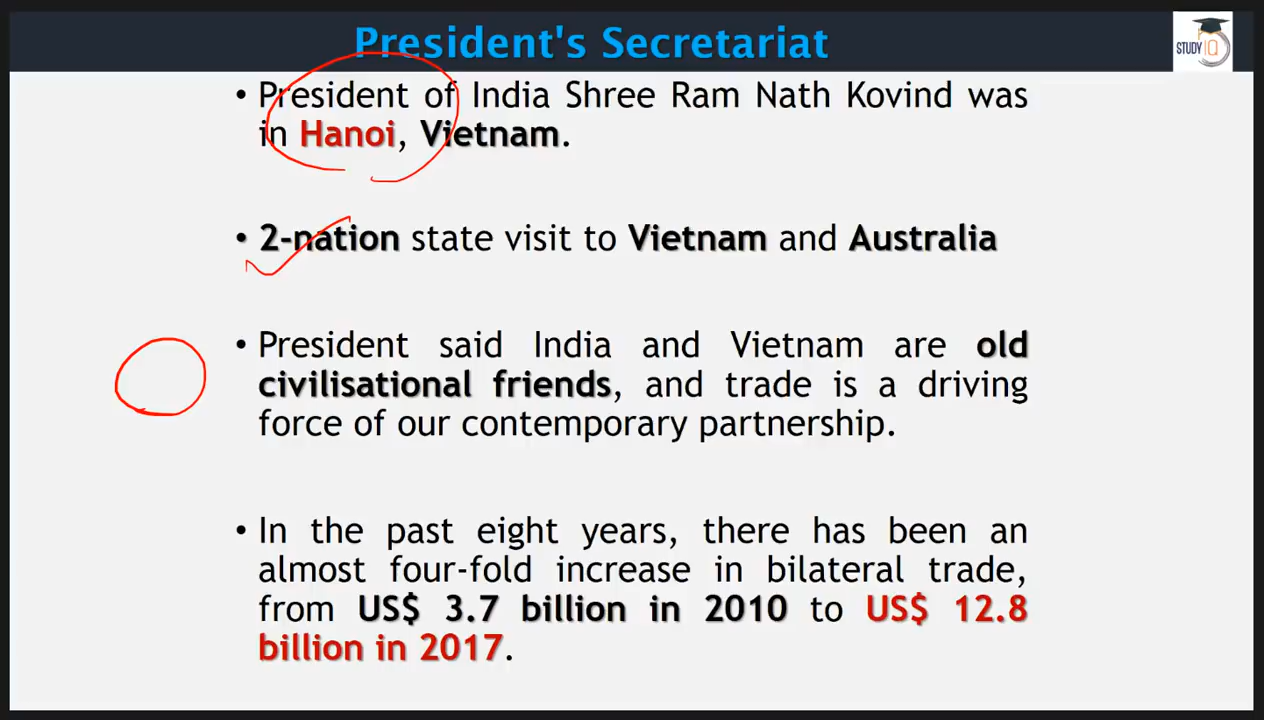 President's Secretariat
STUDY IQ
• President of India Shree Ram Nath Kovind was
in Hanoi, Vietnam.
• 2-nation state visit to Vietnam and Australia
• President said India and Vietnam are old
civilisational friends, and trade is a driving
force of our contemporary partnership.
• In the past eight years, there has been an
almost four-fold increase in bilateral trade,
from US$ 3.7 billion in 2010 to US$ 12.8
billion in 2017.